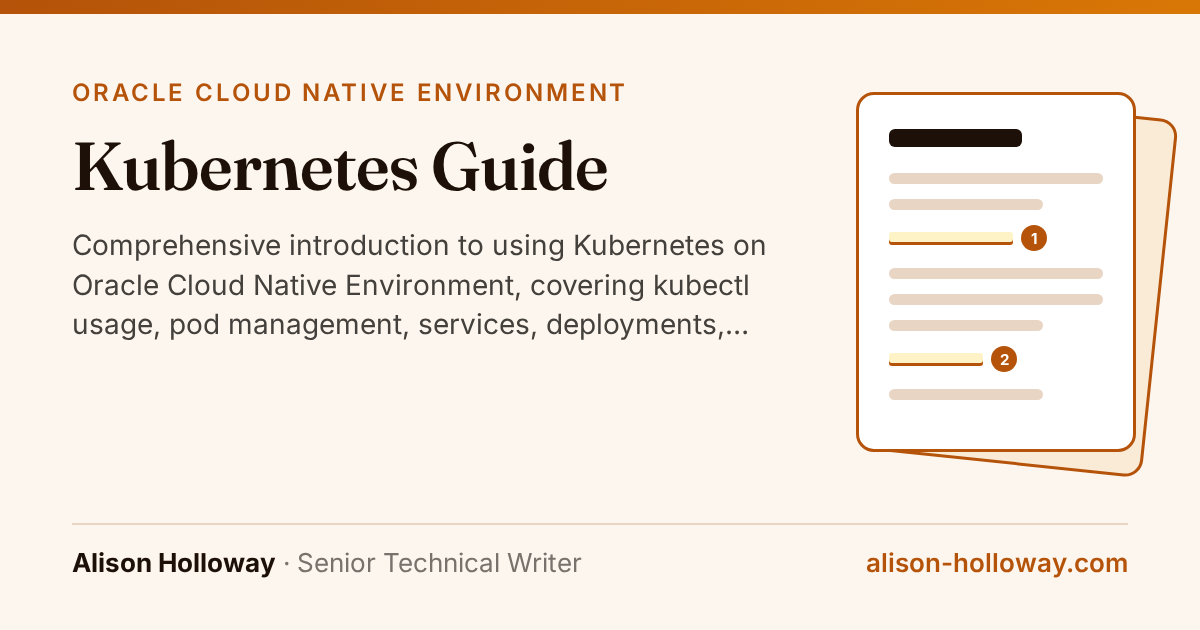 ORACLE CLOUD NATIVE ENVIRONMENT
Kubernetes Guide
Comprehensive introduction to using Kubernetes on
Oracle Cloud Native Environment, covering kubectl
usage, pod management, services, deployments,...
1
2
Alison Holloway · Senior Technical Writer
alison-holloway.com